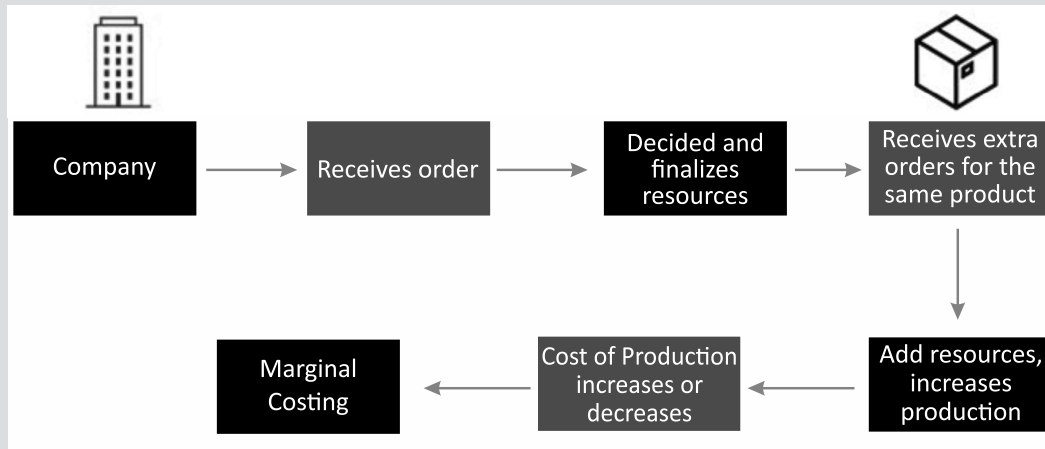 Company
Receives order
Decided and
finalizes
resources
Receives extra
orders for the
same product
Add resources,
increases
production
Cost of Production
increases or
decreases
Marginal
Costing